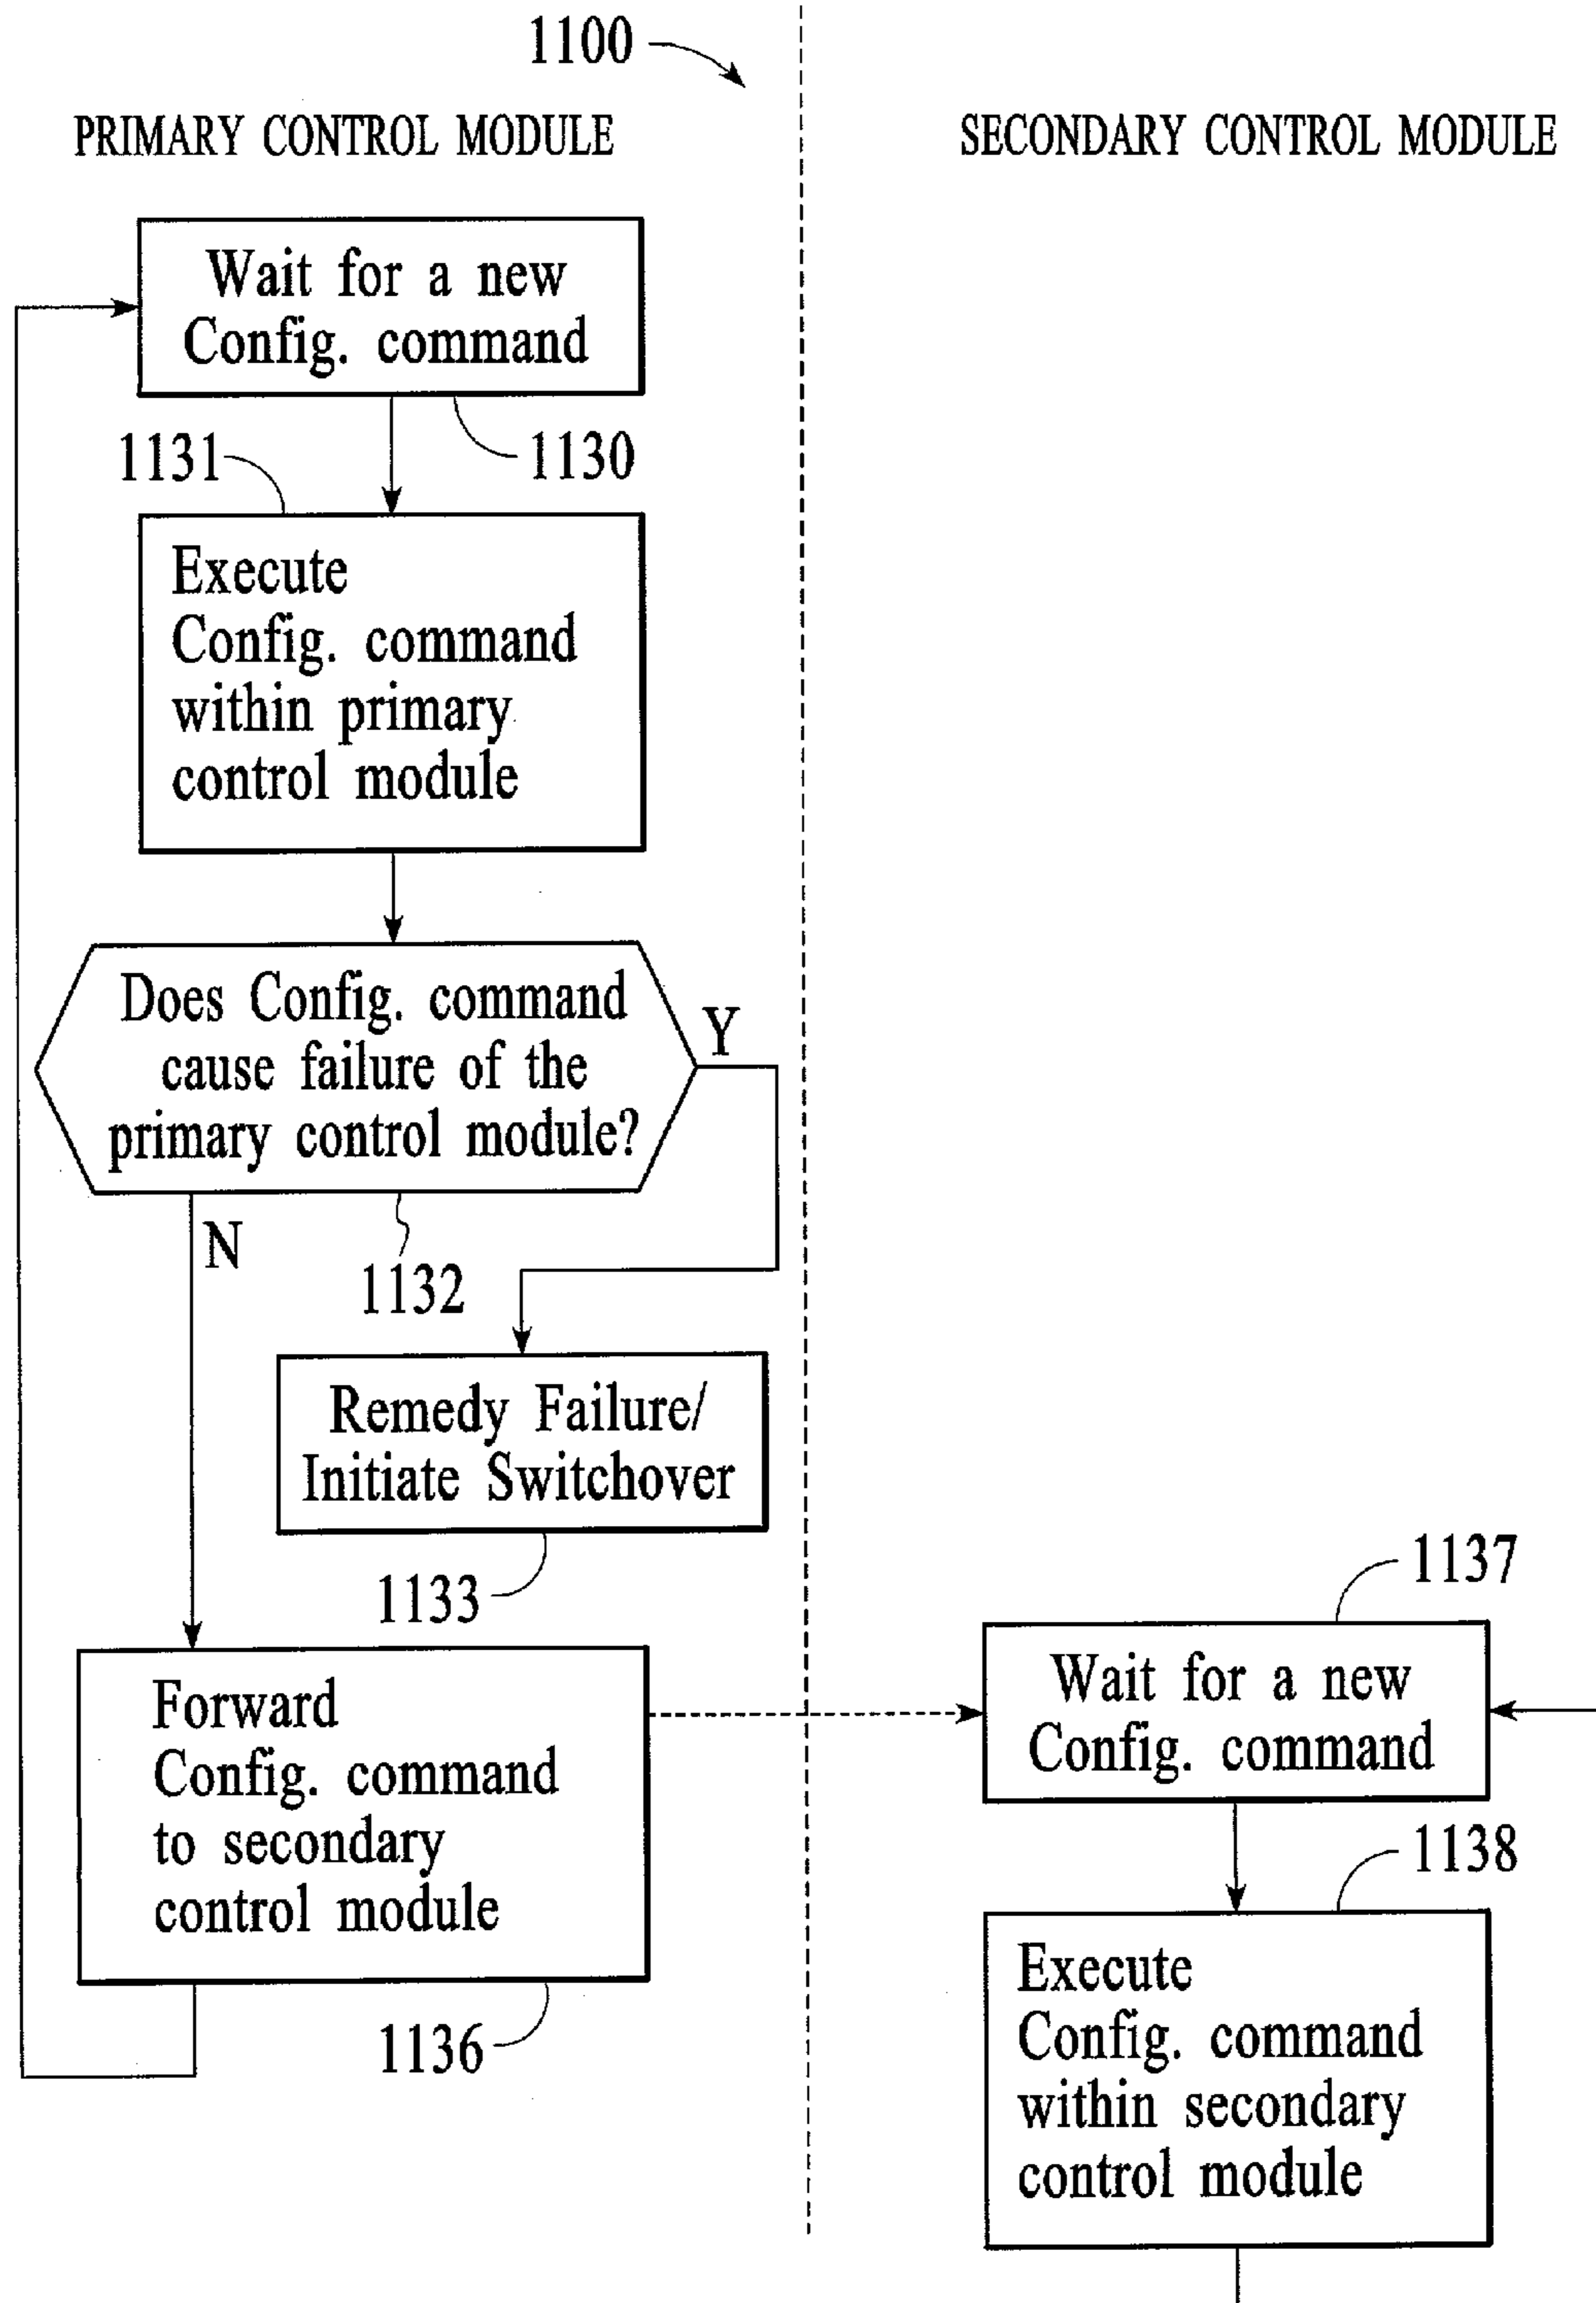 1100
PRIMARY CONTROL MODULE
SECONDARY CONTROL MODULE
Wait for a new
Config. command
1131
1130
Execute
Config. command
within primary
control module
Does Config. command
cause failure of the
primary control module?
Y
N
1132
Remedy Failure/
Initiate Switchover
1133
1137
Forward
Config. command
to secondary
control module
1136
Wait for a new
Config. command
1138
Execute
Config. command
within secondary
control module